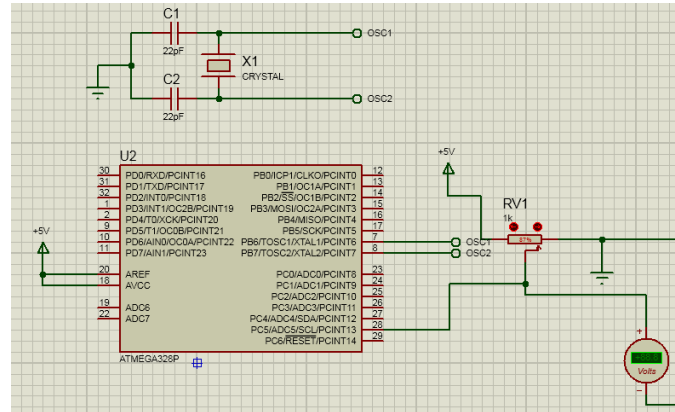 C1
22pF
OSC1
X1
CRYSTAL
C2
22pF
OSC2
U2
30 PD0/RXD/PCINT16
31 PD1/TXD/PCINT17
32 PD2/INT0/PCINT18
1 PD3/INT1/OC2B/PCINT19
2 PD4/T0/XCK/PCINT20
9 PD5/T1/OC0B/PCINT21
10 PD6/AIN0/OC0A/PCINT22
11 PD7/AIN1/PCINT23
20 AREF
18 AVCC
19 ADC6
22 ADC7
PB0/ICP1/CLKO/PCINT0 12
PB1/OC1A/PCINT1 13
PB2/SS/OC1B/PCINT2 14
PB3/MOSI/OC2A/PCINT3 15
PB4/MISO/PCINT4 16
PB5/SCK/PCINT5 17
PB6/TOSC1/XTAL1/PCINT6 7 OSC1
PB7/TOSC2/XTAL2/PCINT7 8 OSC2
PC0/ADC0/PCINT8 23
PC1/ADC1/PCINT9 24
PC2/ADC2/PCINT10 25
PC3/ADC3/PCINT11 26
PC4/ADC4/SDA/PCINT12 27
PC5/ADC5/SCL/PCINT13 28
PC6/RESET/PCINT14 29
ATMEGA328P
+5V
+5V
RV1
1k
87%
+
Volts
-